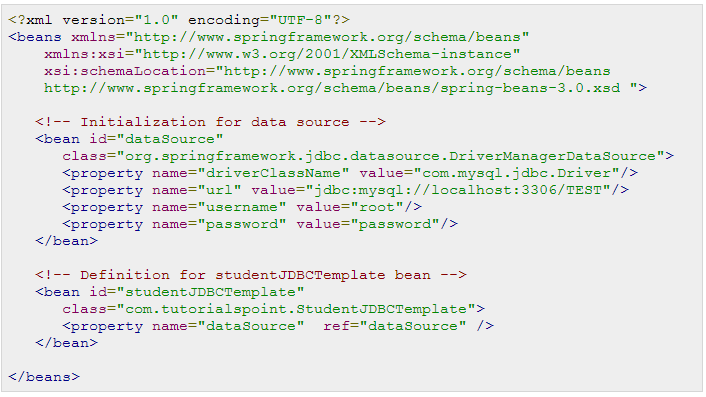 <?xml version="1.0" encoding="UTF-8"?>
<beans xmlns="http://www.springframework.org/schema/beans"
    xmlns:xsi="http://www.w3.org/2001/XMLSchema-instance"
    xsi:schemaLocation="http://www.springframework.org/schema/beans
    http://www.springframework.org/schema/beans/spring-beans-3.0.xsd ">
   <!-- Initialization for data source -->
   <bean id="dataSource"
      class="org.springframework.jdbc.datasource.DriverManagerDataSource">
      <property name="driverClassName" value="com.mysql.jdbc.Driver"/>
      <property name="url" value="jdbc:mysql://localhost:3306/TEST"/>
      <property name="username" value="root"/>
      <property name="password" value="password"/>
   </bean>
   <!-- Definition for studentJDBCTemplate bean -->
   <bean id="studentJDBCTemplate"
      class="com.tutorialspoint.StudentJDBCTemplate">
      <property name="dataSource"  ref="dataSource" />
   </bean>
</beans>